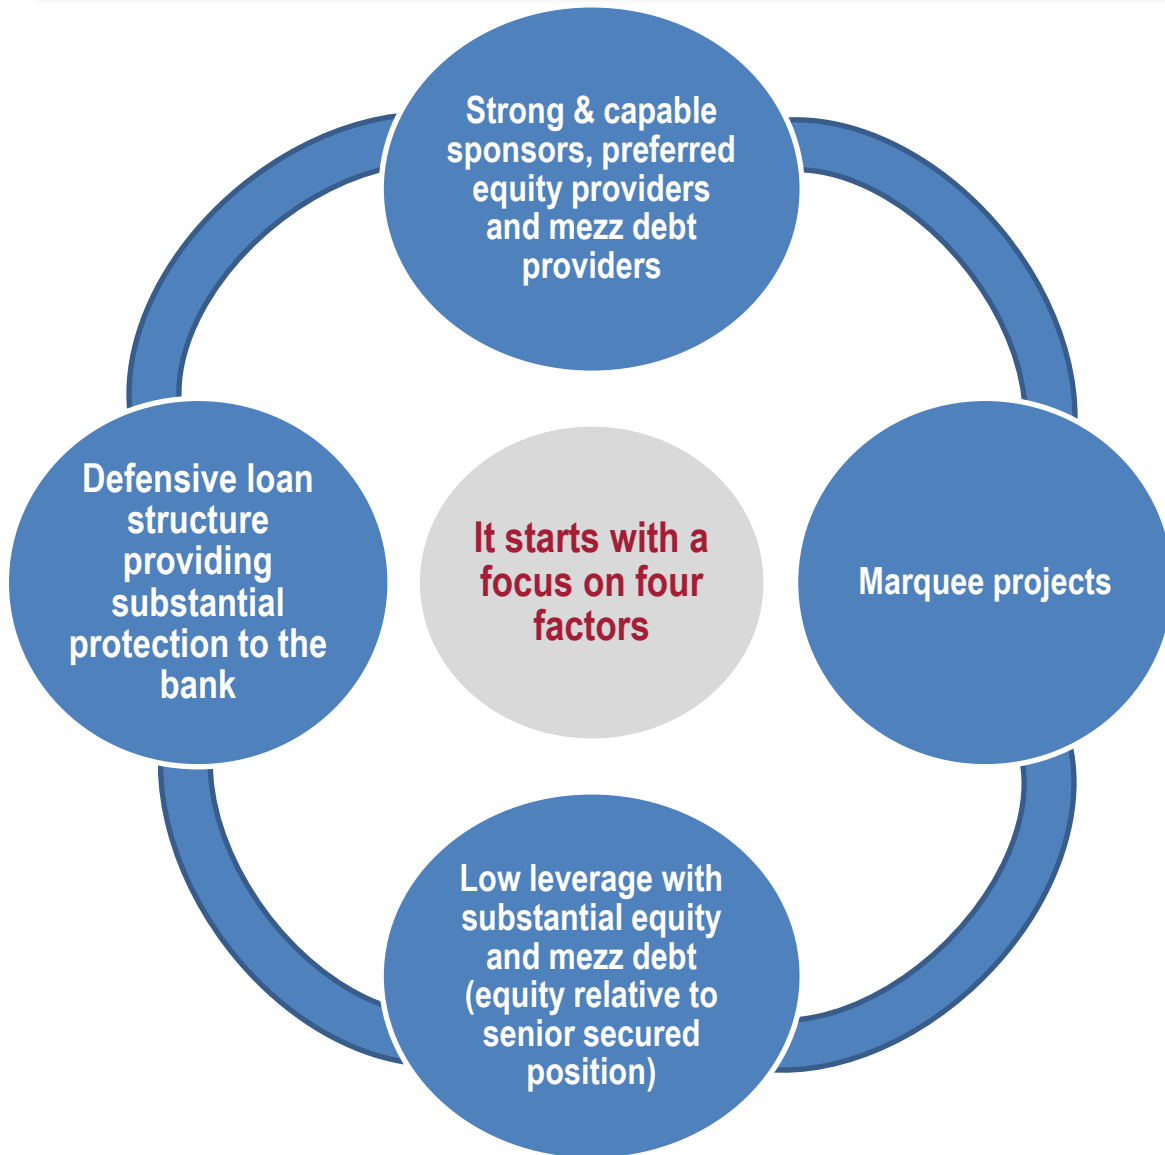 Strong & capable
sponsors, preferred
equity providers
and mezz debt
providers
Defensive loan
structure
providing
substantial
protection to the
bank
It starts with a
focus on four
factors
Marquee projects
Low leverage with
substantial equity
and mezz debt
(equity relative to
senior secured
position)